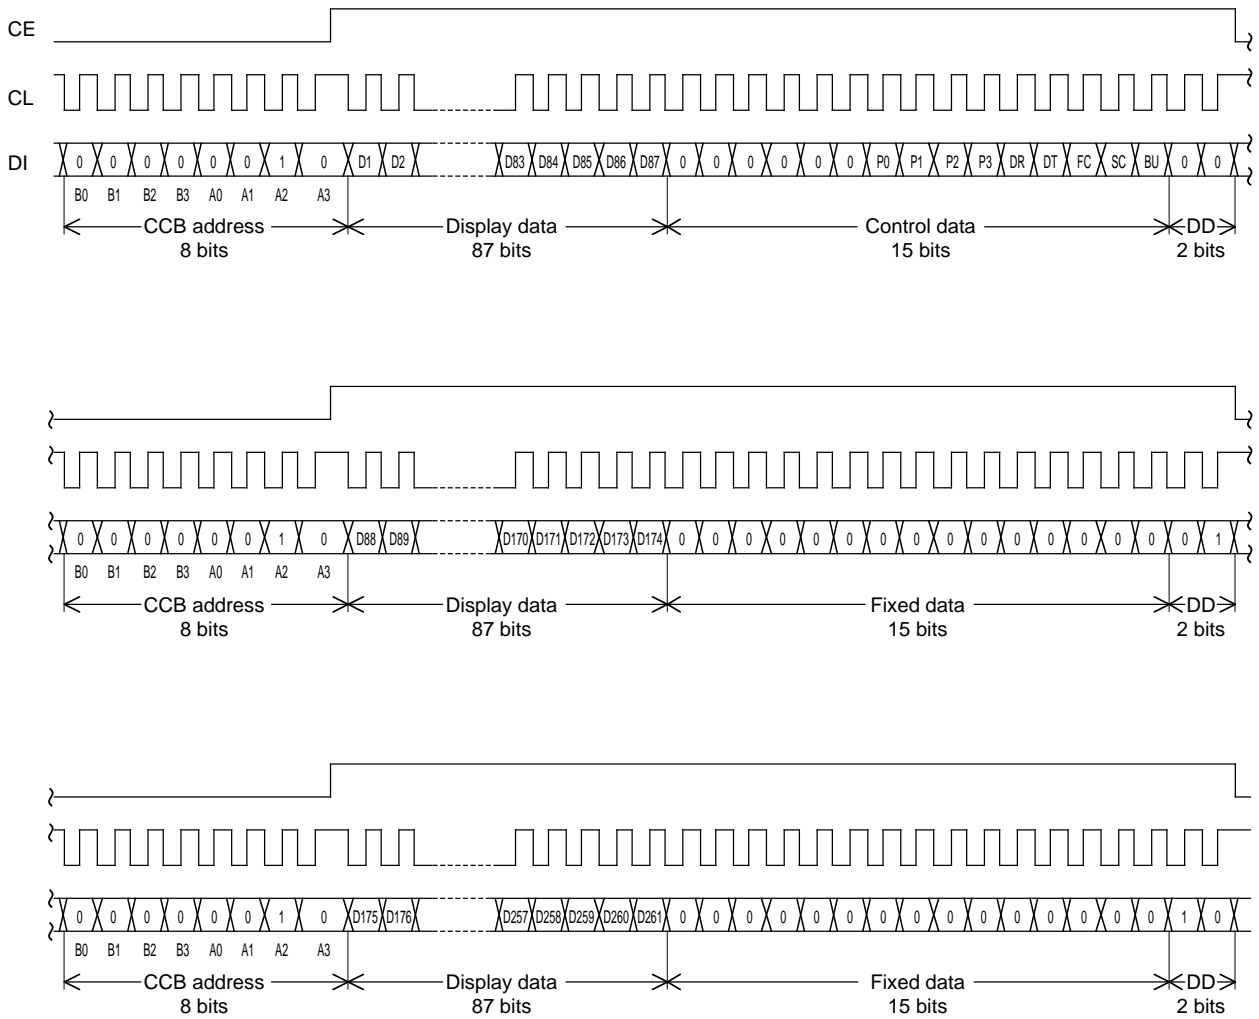 CE
CL
DI 0 0 0 0 0 0 1 0 D1 D2 D83 D84 D85 D86 D87 0 0 0 0 0 0 P0 P1 P2 P3 DR DT FC SC BU 0 0
B0 B1 B2 B3 A0 A1 A2 A3
CCB address Display data Control data DD
8 bits 87 bits 15 bits 2 bits
0 0 0 0 0 0 1 0 D88 D89 D170 D171 D172 D173 D174 0 0 0 0 0 0 0 0 0 0 0 0 0 0 0 0 1
B0 B1 B2 B3 A0 A1 A2 A3
CCB address Display data Fixed data DD
8 bits 87 bits 15 bits 2 bits
0 0 0 0 0 0 1 0 D175 D176 D257 D258 D259 D260 D261 0 0 0 0 0 0 0 0 0 0 0 0 0 0 0 1 0
B0 B1 B2 B3 A0 A1 A2 A3
CCB address Display data Fixed data DD
8 bits 87 bits 15 bits 2 bits